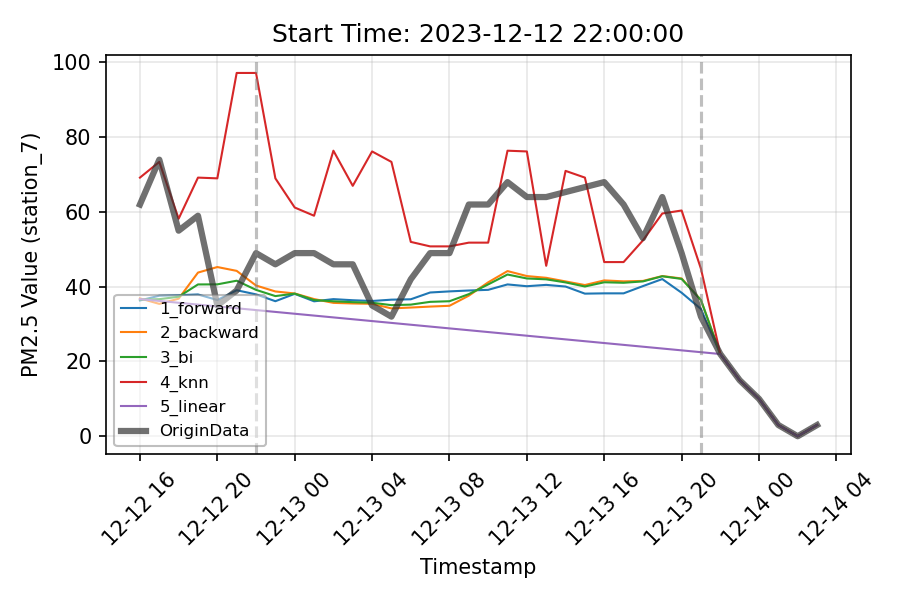 Start Time: 2023-12-12 22:00:00
PM2.5 Value (station_7)
100
80
60
40
20
0
1_forward
2_backward
3_bi
4_knn
5_linear
OriginData
12-12 16
12-12 20
12-13 00
12-13 04
12-13 08
12-13 12
12-13 16
12-13 20
12-14 00
12-14 04
Timestamp